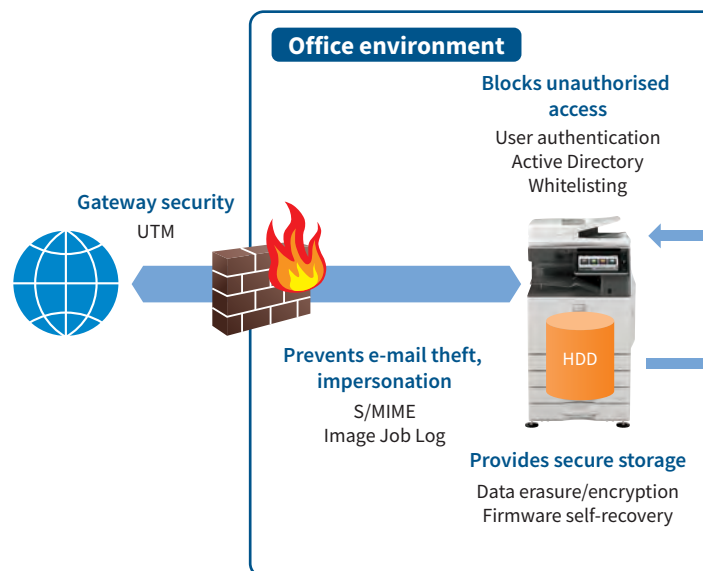 Office environment
Blocks unauthorised
access
User authentication
Active Directory
Whitelisting
Gateway security
UTM
HDD
Prevents e-mail theft,
impersonation
S/MIME
Image Job Log
Provides secure storage
Data erasure/encryption
Firmware self-recovery